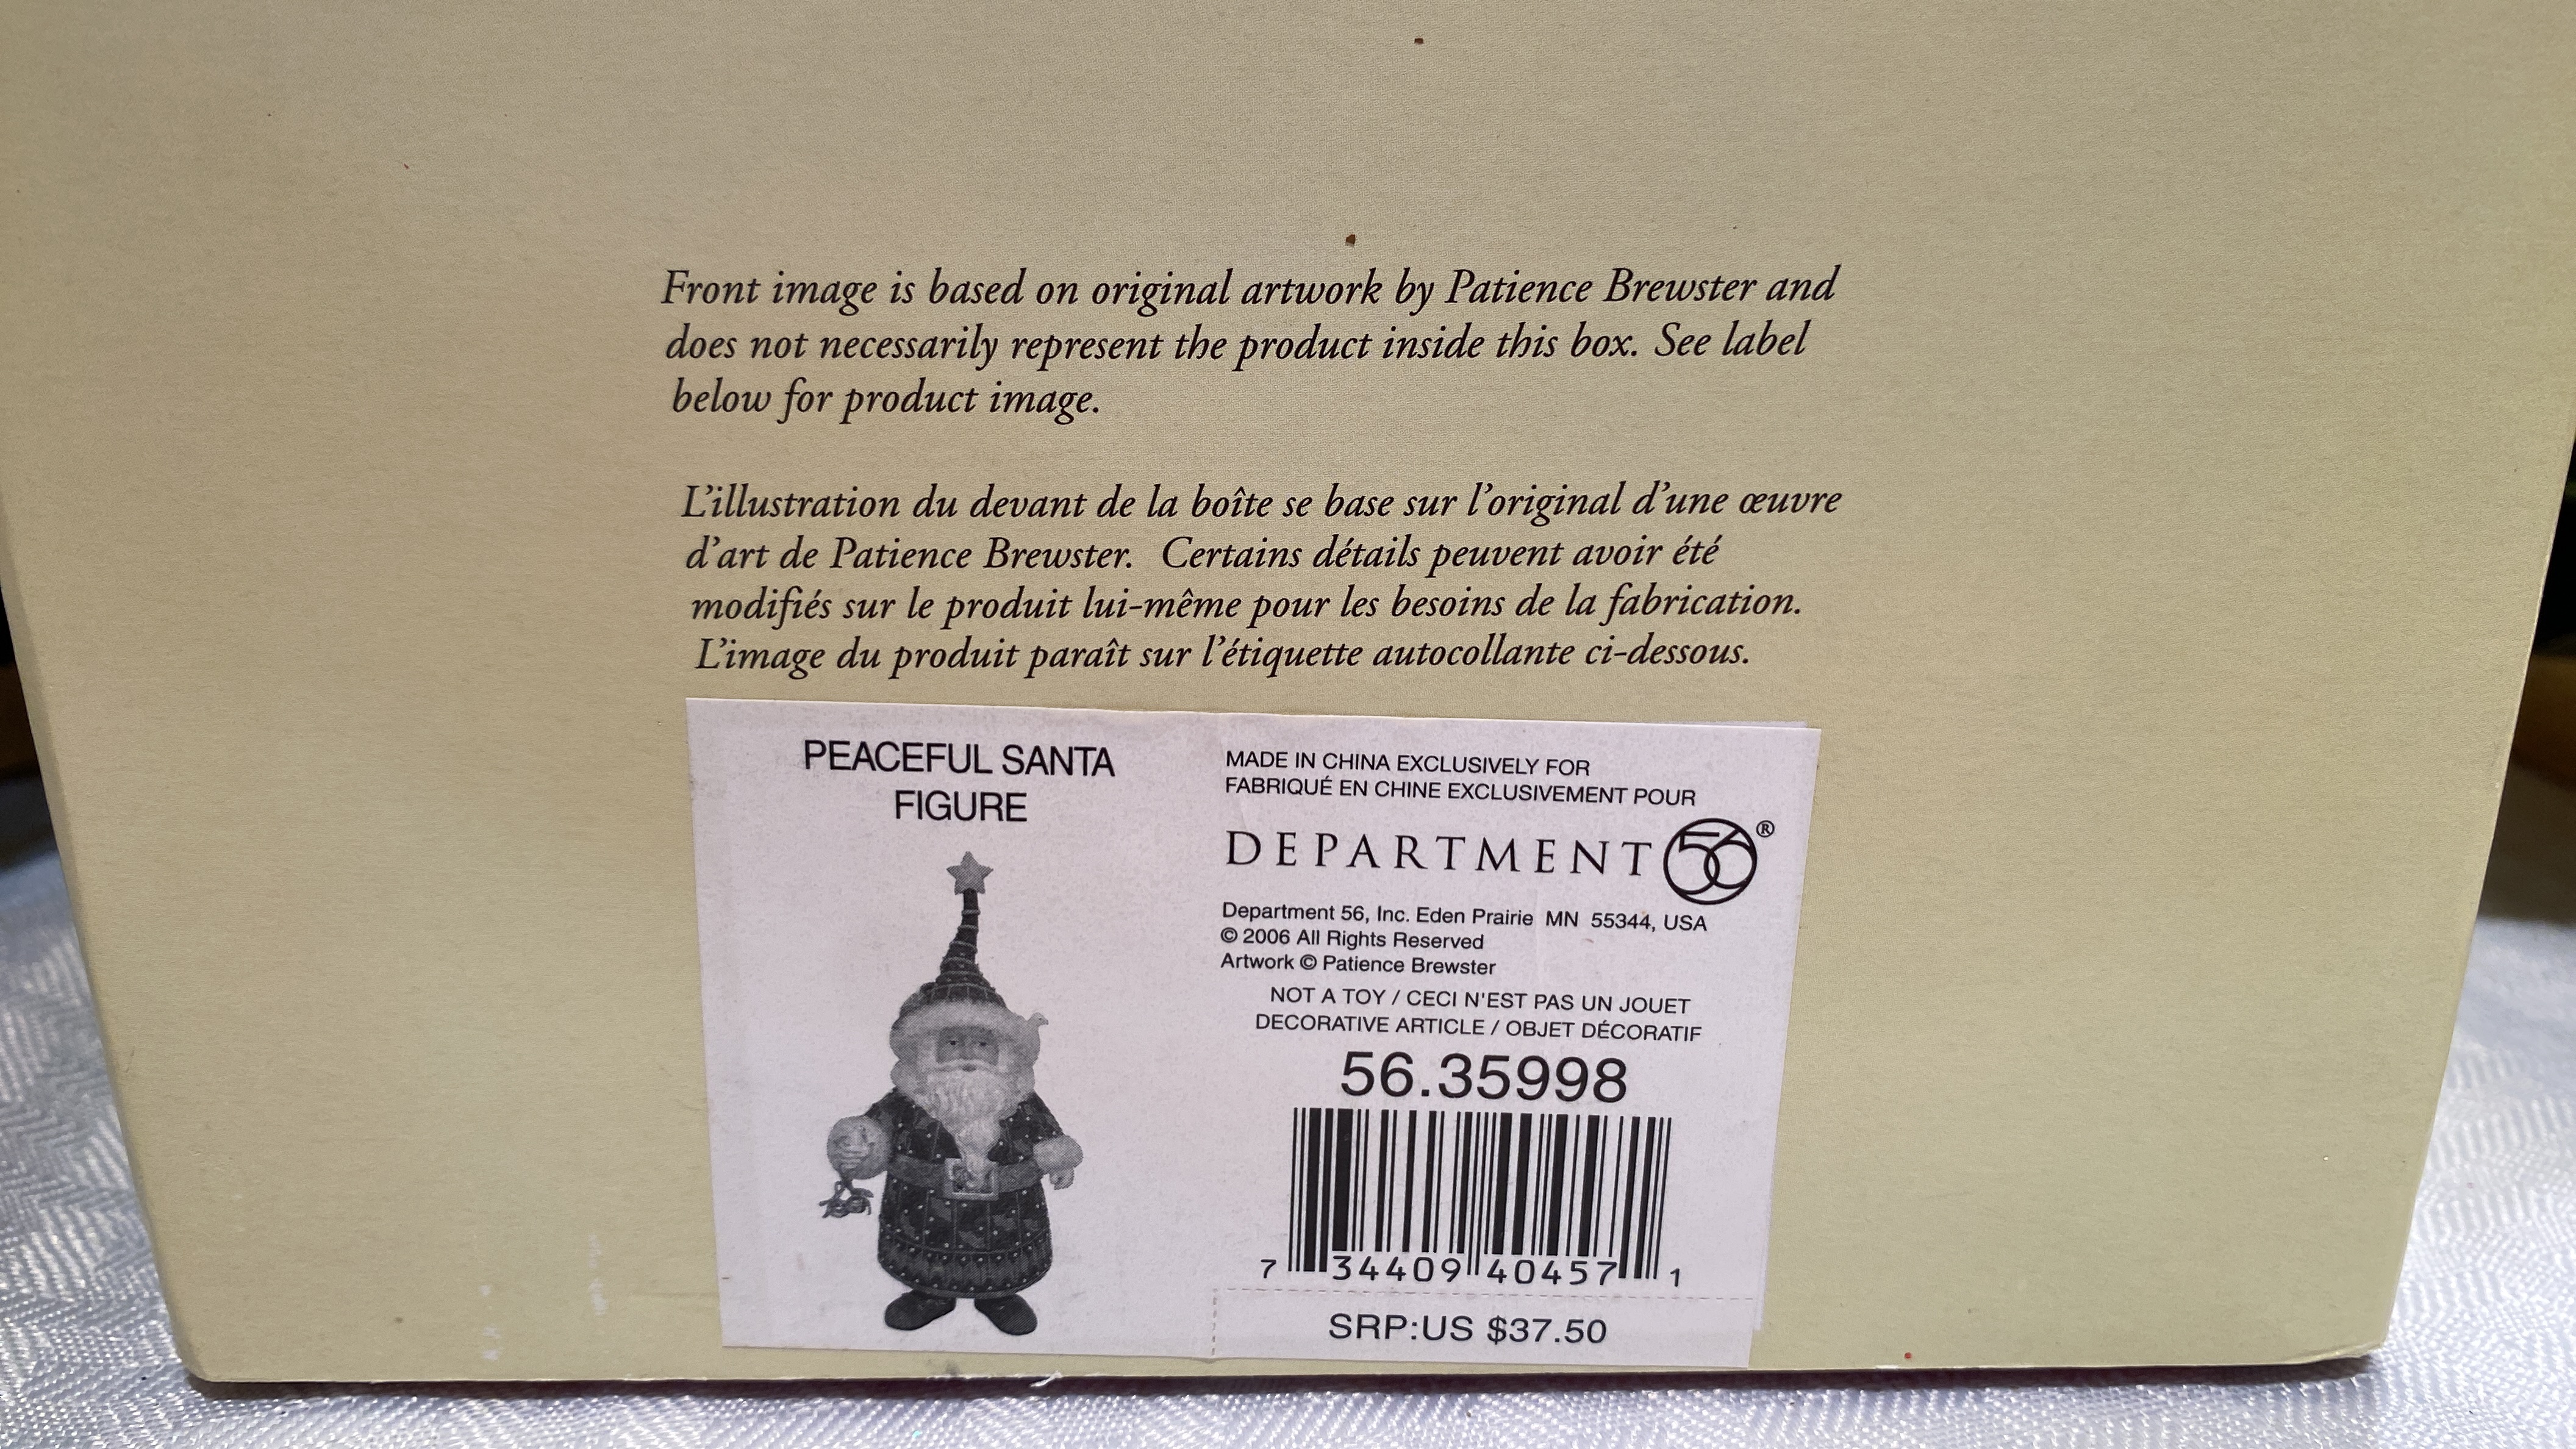 Front image is based on original artwork by Patience Brewster and
does not necessarily represent the product inside this box. See label
below for product image.
L'illustration du devant de la boîte se base sur l'original d'une œuvre
d'art de Patience Brewster. Certains détails peuvent avoir été
modifiés sur le produit lui-même pour les besoins de la fabrication.
L'image du produit paraît sur l'étiquette autocollante ci-dessous.
PEACEFUL SANTA
FIGURE
MADE IN CHINA EXCLUSIVELY FOR
FABRIQUÉ EN CHINE EXCLUSIVEMENT POUR
DEPARTMENT 56®
Department 56, Inc. Eden Prairie MN 55344, USA
© 2006 All Rights Reserved
Artwork © Patience Brewster
NOT A TOY / CECI N'EST PAS UN JOUET
DECORATIVE ARTICLE / OBJET DÉCORATIF
56.35998
7 34409 40457 1
SRP:US $37.50